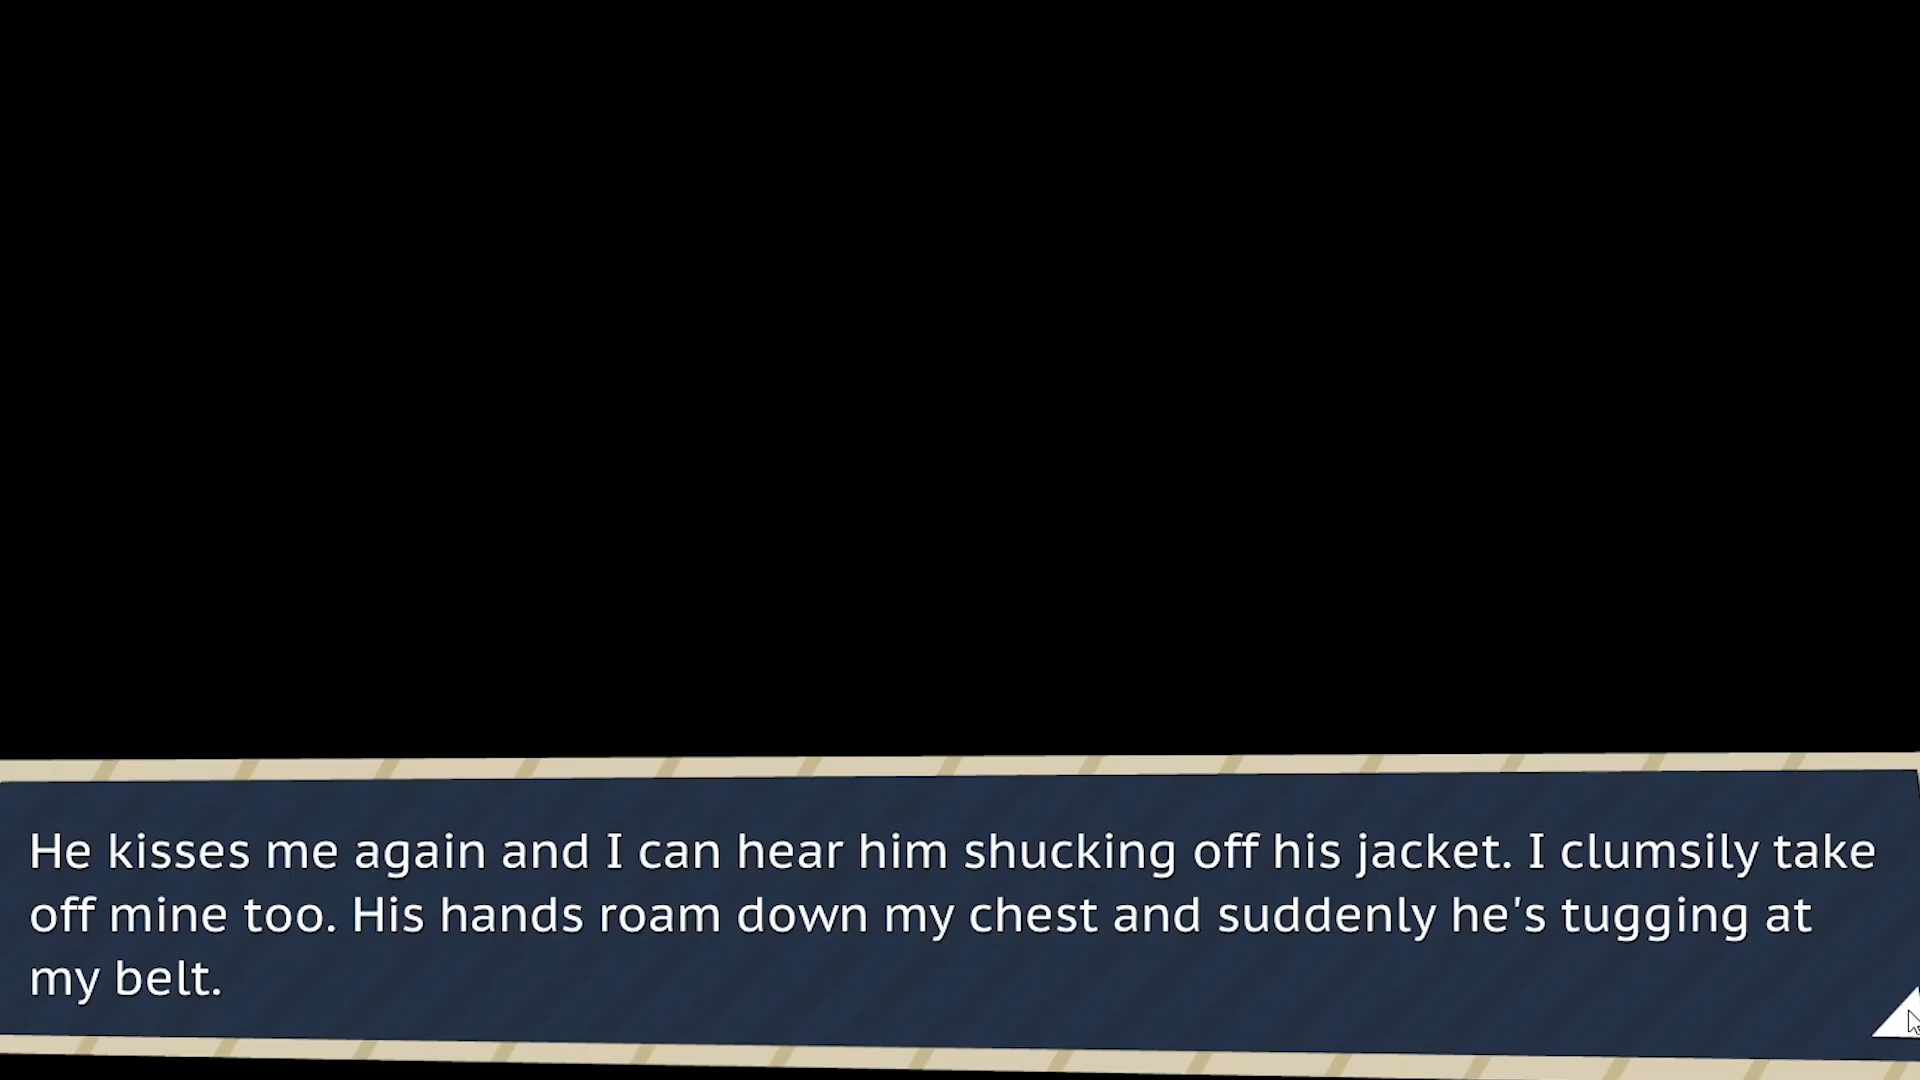 He kisses me again and I can hear him shucking off his jacket. I clumsily take
off mine too. His hands roam down my chest and suddenly he's tugging at
my belt.